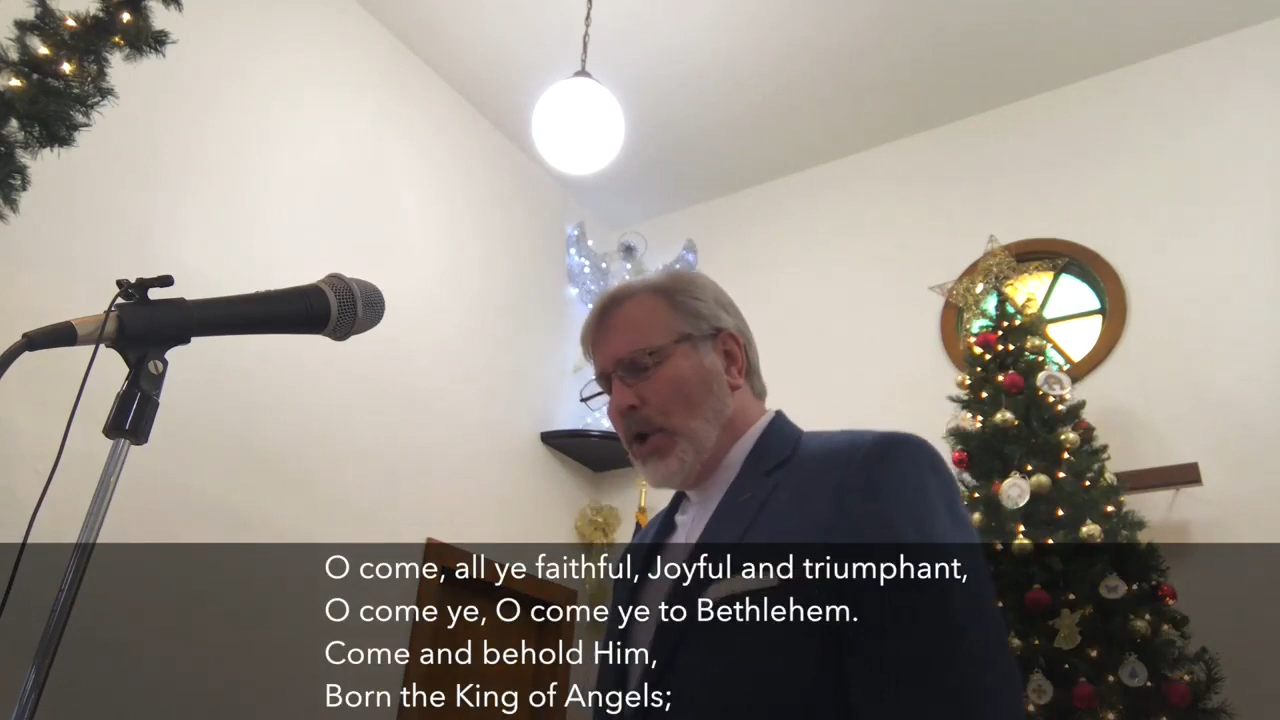 O come, all ye faithful, Joyful and triumphant,
O come ye, O come ye to Bethlehem.
Come and behold Him,
Born the King of Angels;